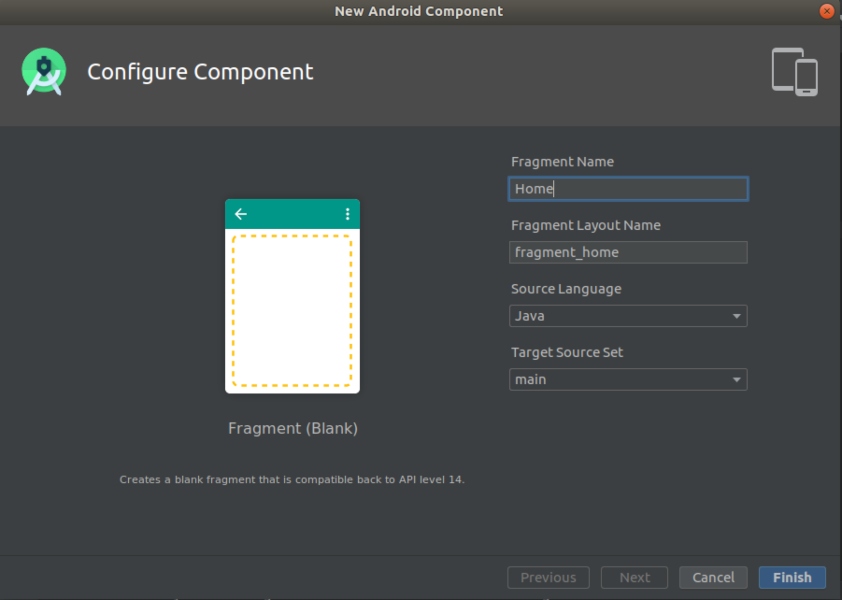 New Android Component
Configure Component
Fragment Name
Home
Fragment Layout Name
fragment_home
Source Language
Java
Target Source Set
main
Fragment (Blank)
Creates a blank fragment that is compatible back to API level 14.
Previous
Next
Cancel
Finish